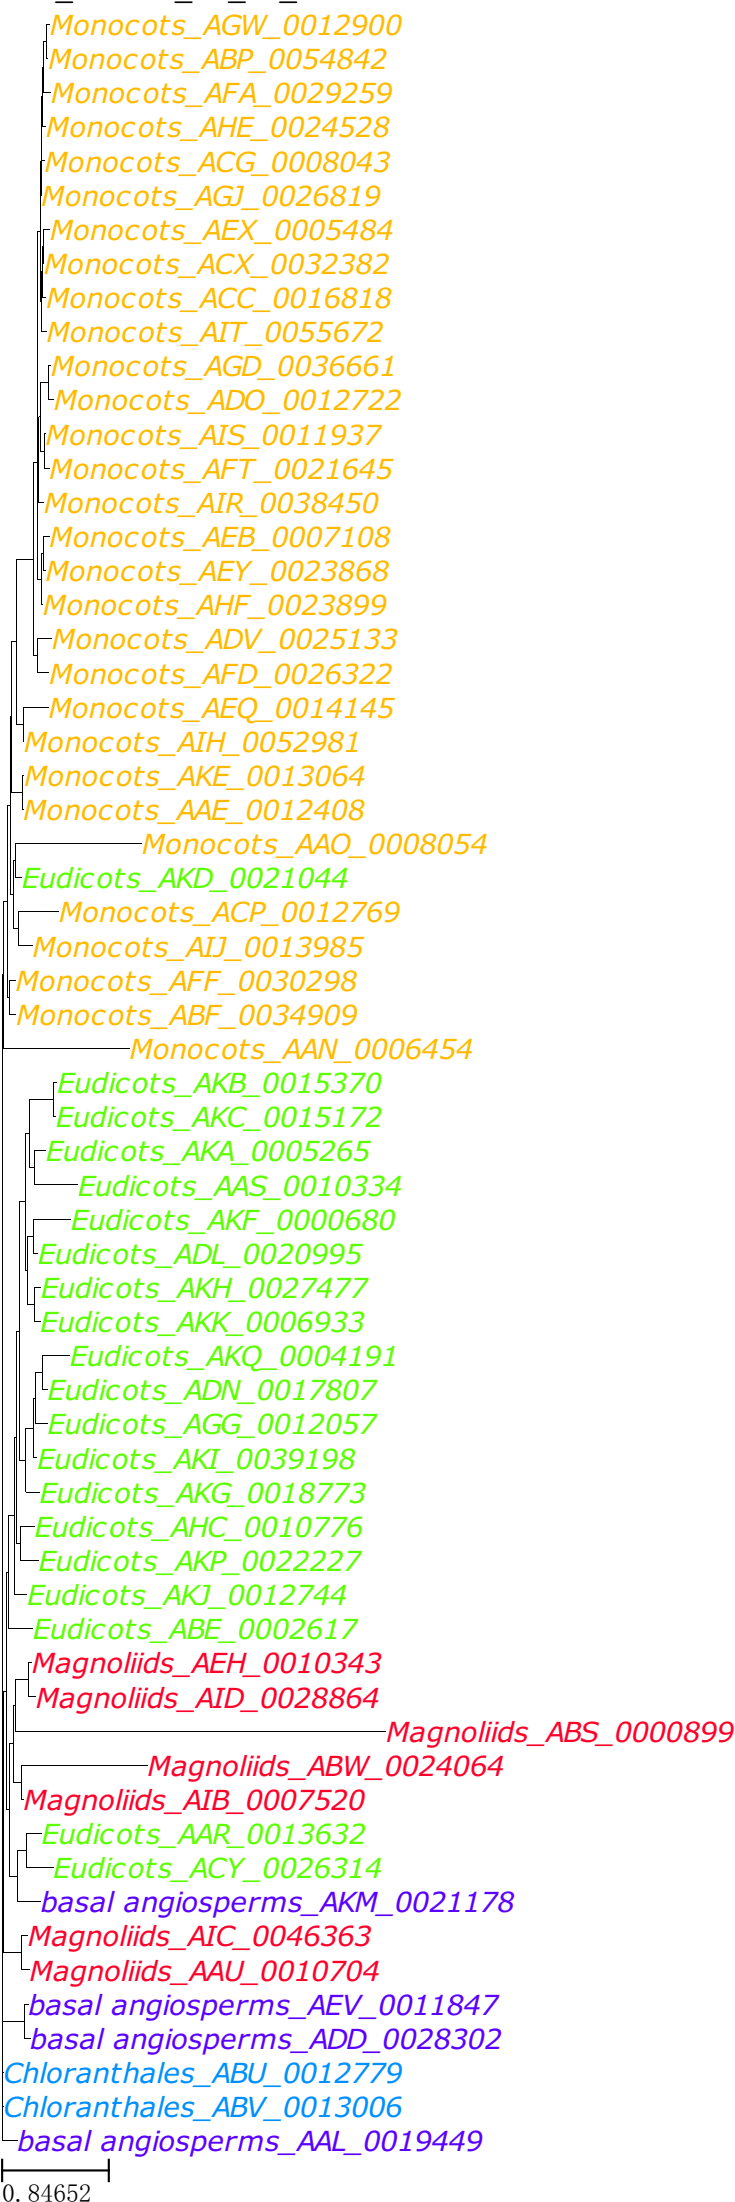 Monocots_AGW_0012900
Monocots_ABP_0054842
Monocots_AFA_0029259
Monocots_AHE_0024528
Monocots_ACG_0008043
Monocots_AGJ_0026819
Monocots_AEX_0005484
Monocots_ACX_0032382
Monocots_ACC_0016818
Monocots_AIT_0055672
Monocots_AGD_0036661
Monocots_ADO_0012722
Monocots_AIS_0011937
Monocots_AFT_0021645
Monocots_AIR_0038450
Monocots_AEB_0007108
Monocots_AEY_0023868
Monocots_AHF_0023899
Monocots_ADV_0025133
Monocots_AFD_0026322
Monocots_AEQ_0014145
Monocots_AIH_0052981
Monocots_AKE_0013064
Monocots_AAE_0012408
Monocots_AAO_0008054
Eudicots_AKD_0021044
Monocots_ACP_0012769
Monocots_AIJ_0013985
Monocots_AFF_0030298
Monocots_ABF_0034909
Monocots_AAN_0006454
Eudicots_AKB_0015370
Eudicots_AKC_0015172
Eudicots_AKA_0005265
Eudicots_AAS_0010334
Eudicots_AKF_0000680
Eudicots_ADL_0020995
Eudicots_AKH_0027477
Eudicots_AKK_0006933
Eudicots_AKQ_0004191
Eudicots_ADN_0017807
Eudicots_AGG_0012057
Eudicots_AKI_0039198
Eudicots_AKG_0018773
Eudicots_AHC_0010776
Eudicots_AKP_0022227
Eudicots_AKJ_0012744
Eudicots_ABE_0002617
Magnoliids_AEH_0010343
Magnoliids_AID_0028864
Magnoliids_ABS_0000899
Magnoliids_ABW_0024064
Magnoliids_AIB_0007520
Eudicots_AAR_0013632
Eudicots_ACY_0026314
basal angiosperms_AKM_0021178
Magnoliids_AIC_0046363
Magnoliids_AAU_0010704
basal angiosperms_AEV_0011847
basal angiosperms_ADD_0028302
Chloranthales_ABU_0012779
Chloranthales_ABV_0013006
basal angiosperms_AAL_0019449
0.84652